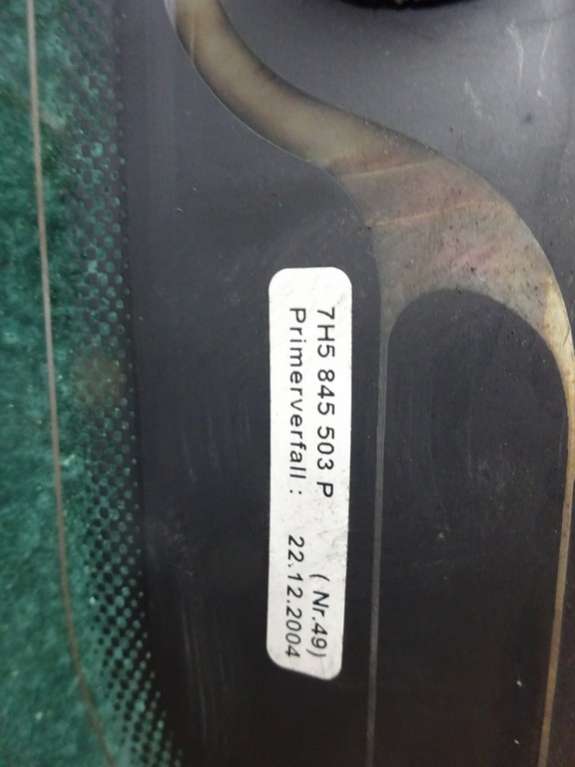 7H5 845 503 P (Nr.49)
Primerverfall : 22.12.2004